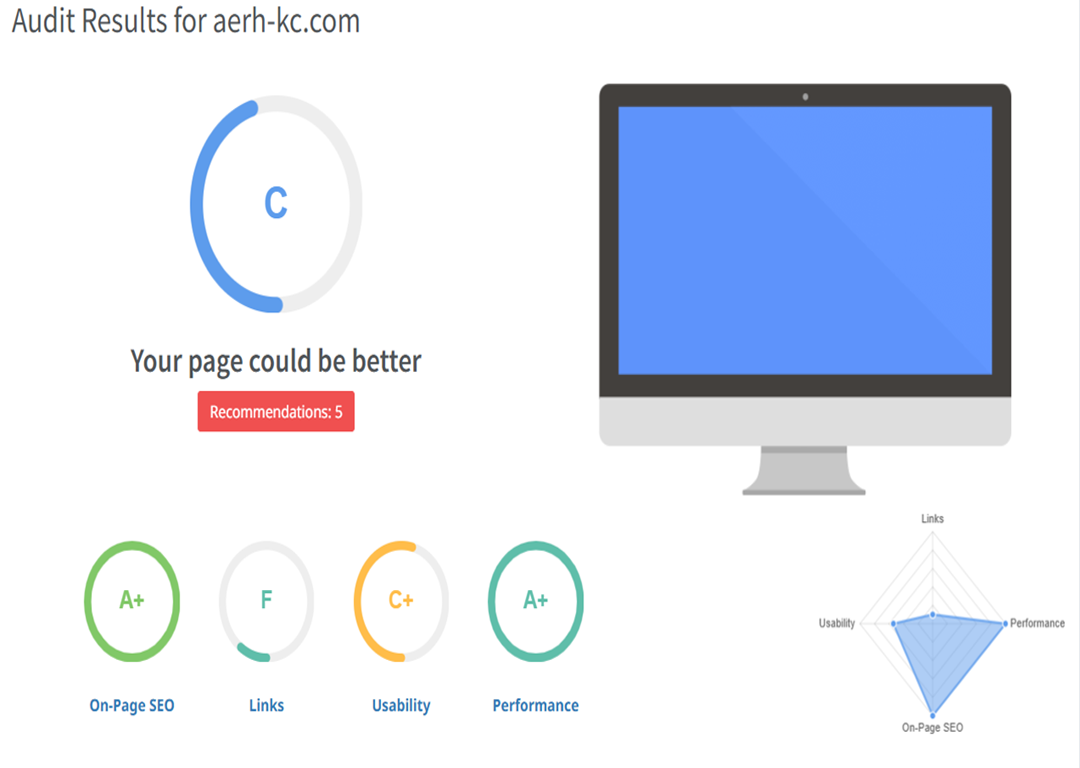 Audit Results for aerh-kc.com
C
Your page could be better
Recommendations: 5
A+
F
C+
A+
On-Page SEO
Links
Usability
Performance
Links
Usability
Performance
On-Page SEO